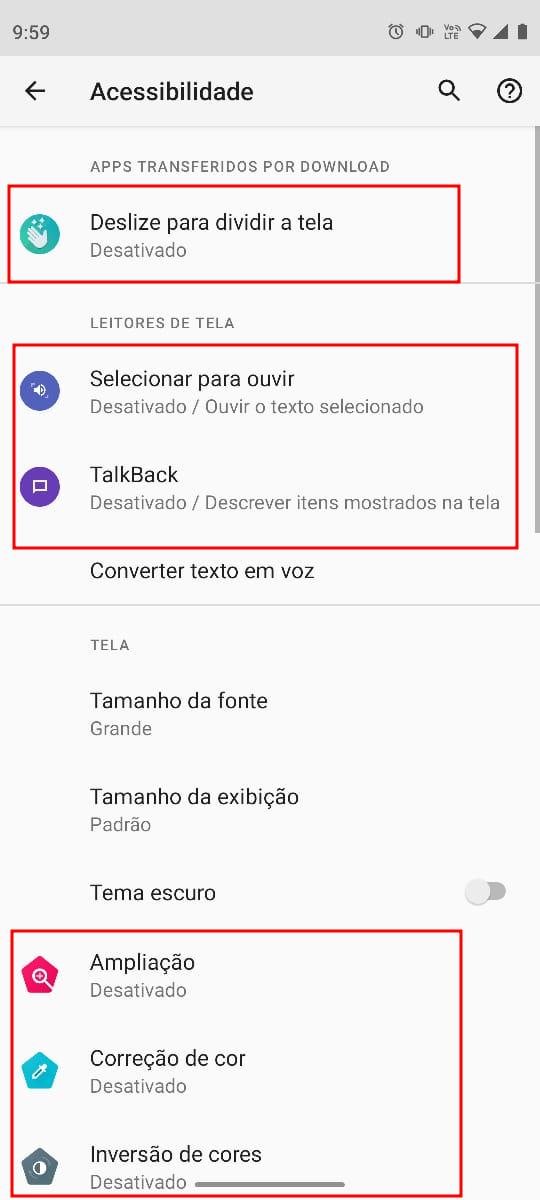 9:59
Vo))
LTE
Acessibilidade
APPS TRANSFERIDOS POR DOWNLOAD
Deslize para dividir a tela
Desativado
LEITORES DE TELA
Selecionar para ouvir
Desativado / Ouvir o texto selecionado
TalkBack
Desativado / Descrever itens mostrados na tela
Converter texto em voz
TELA
Tamanho da fonte
Grande
Tamanho da exibição
Padrão
Tema escuro
Ampliação
Desativado
Correção de cor
Desativado
Inversão de cores
Desativado